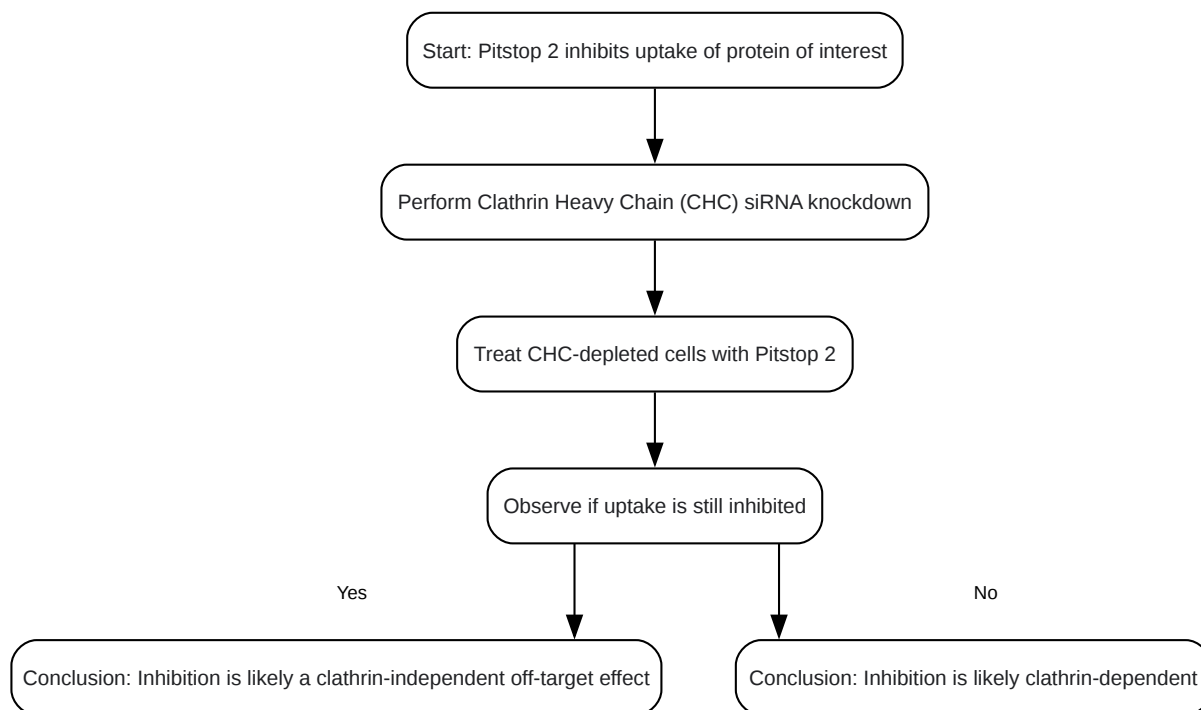 Start: Pitstop 2 inhibits uptake of protein of interest
Perform Clathrin Heavy Chain (CHC) siRNA knockdown
Treat CHC-depleted cells with Pitstop 2
Observe if uptake is still inhibited
Yes
No
Conclusion: Inhibition is likely a clathrin-independent off-target effect
Conclusion: Inhibition is likely clathrin-dependent